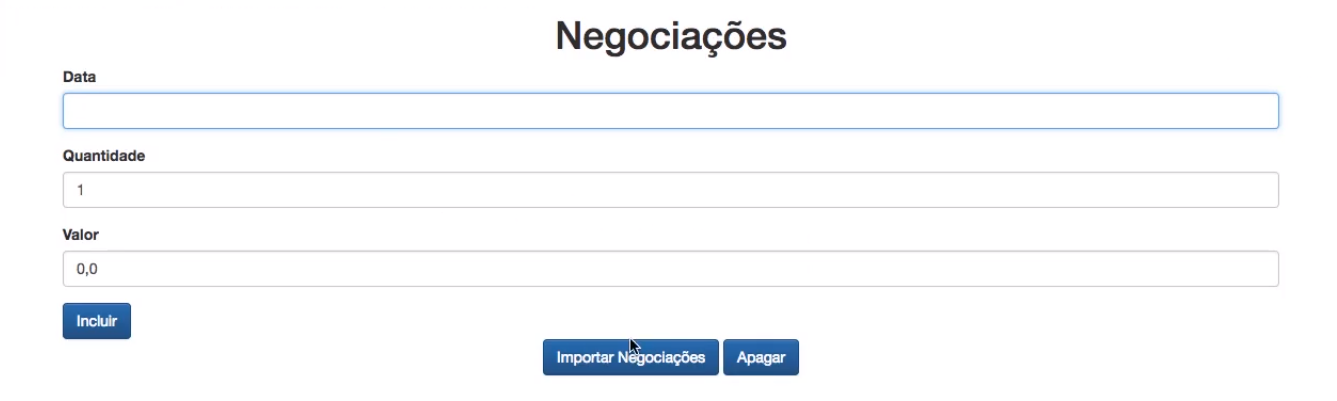 Negociações
Data
Quantidade
1
Valor
0,0
Incluir
Importar Negociações Apagar